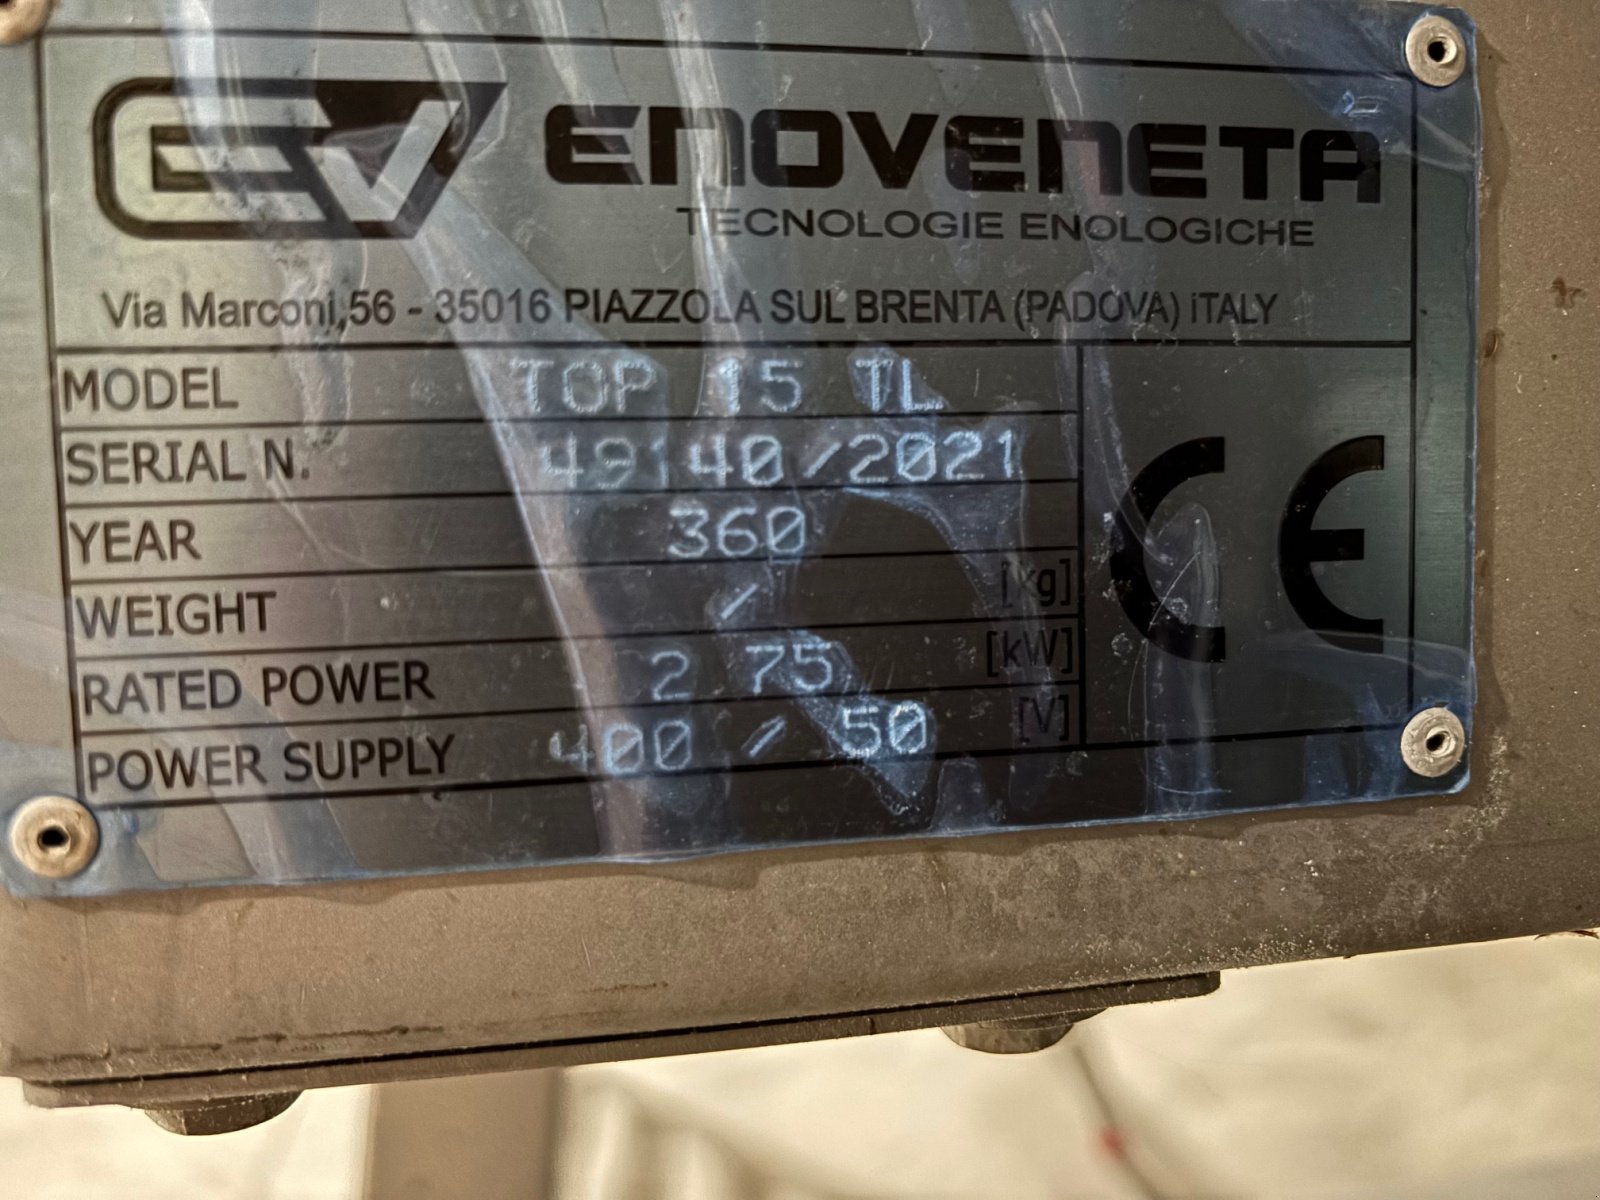 EV ENOVENETA
TECNOLOGIE ENOLOGICHE
Via Marconi,56 - 35016 PIAZZOLA SUL BRENTA (PADOVA) iTALY
MODEL TOP 15 TL
SERIAL N. 49140/2021
YEAR 360
WEIGHT / [kg]
RATED POWER 2 75 [kW]
POWER SUPPLY 400 / 50 [V]
CE